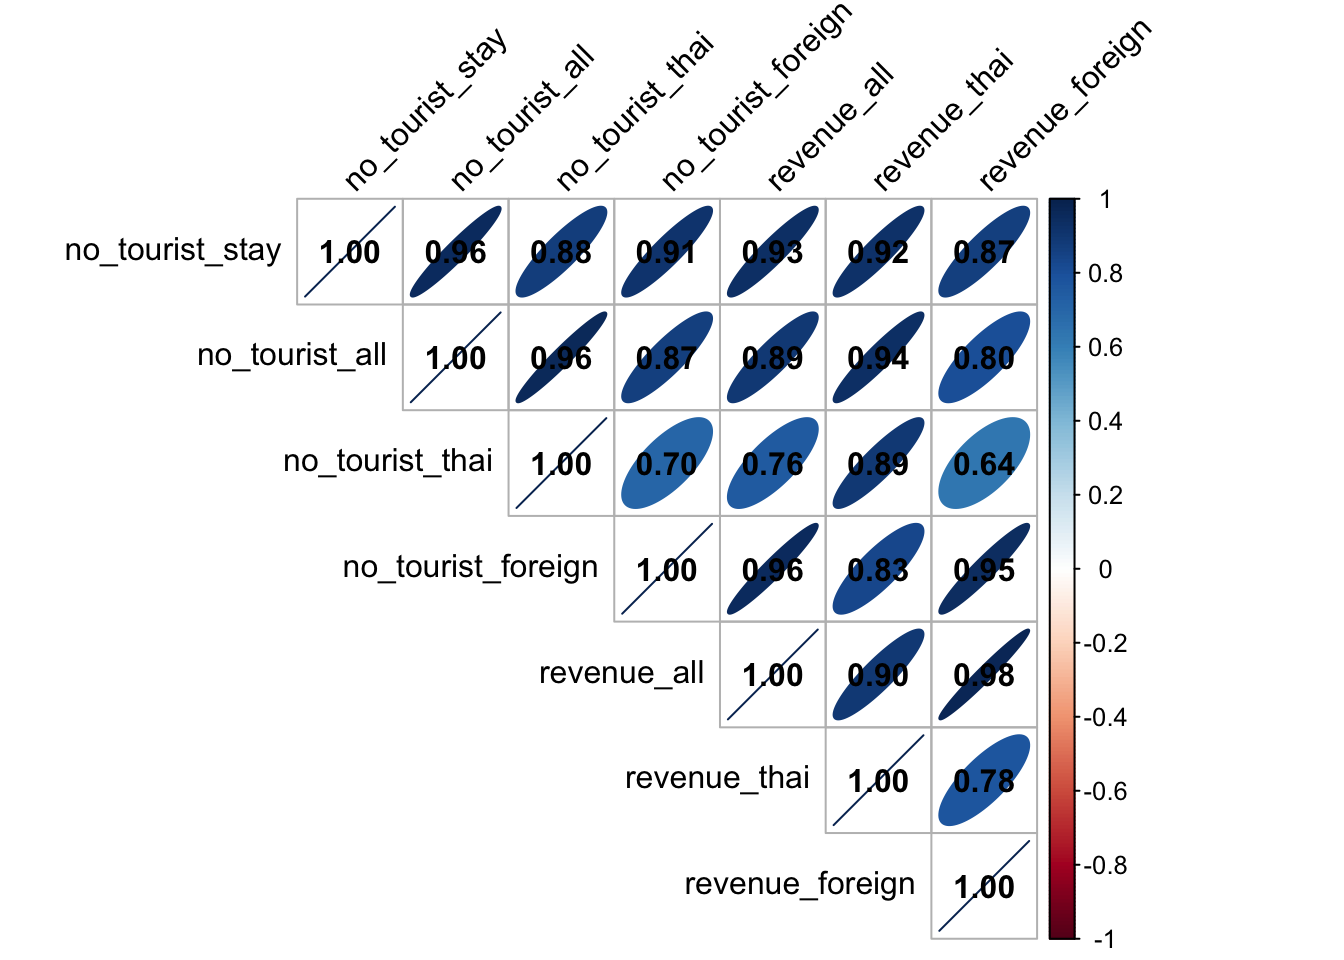 no_tourist_stay
no_tourist_all
no_tourist_thai
no_tourist_foreign
revenue_all
revenue_thai
revenue_foreign
no_tourist_stay 1.00 0.96 0.88 0.91 0.93 0.92 0.87
no_tourist_all 1.00 0.96 0.87 0.89 0.94 0.80
no_tourist_thai 1.00 0.70 0.76 0.89 0.64
no_tourist_foreign 1.00 0.96 0.83 0.95
revenue_all 1.00 0.90 0.98
revenue_thai 1.00 0.78
revenue_foreign 1.00
1
0.8
0.6
0.4
0.2
0
-0.2
-0.4
-0.6
-0.8
-1